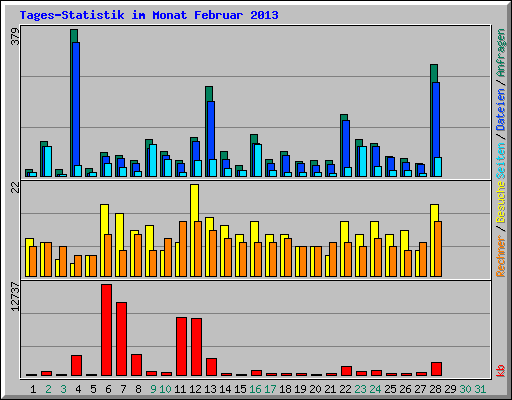 Tages-Statistik im Monat Februar 2013
379
22
12737
Anfragen / Dateien / Seiten
Rechner / Besuche
kb
1 2 3 4 5 6 7 8 9 10 11 12 13 14 15 16 17 18 19 20 21 22 23 24 25 26 27 28 29 30 31